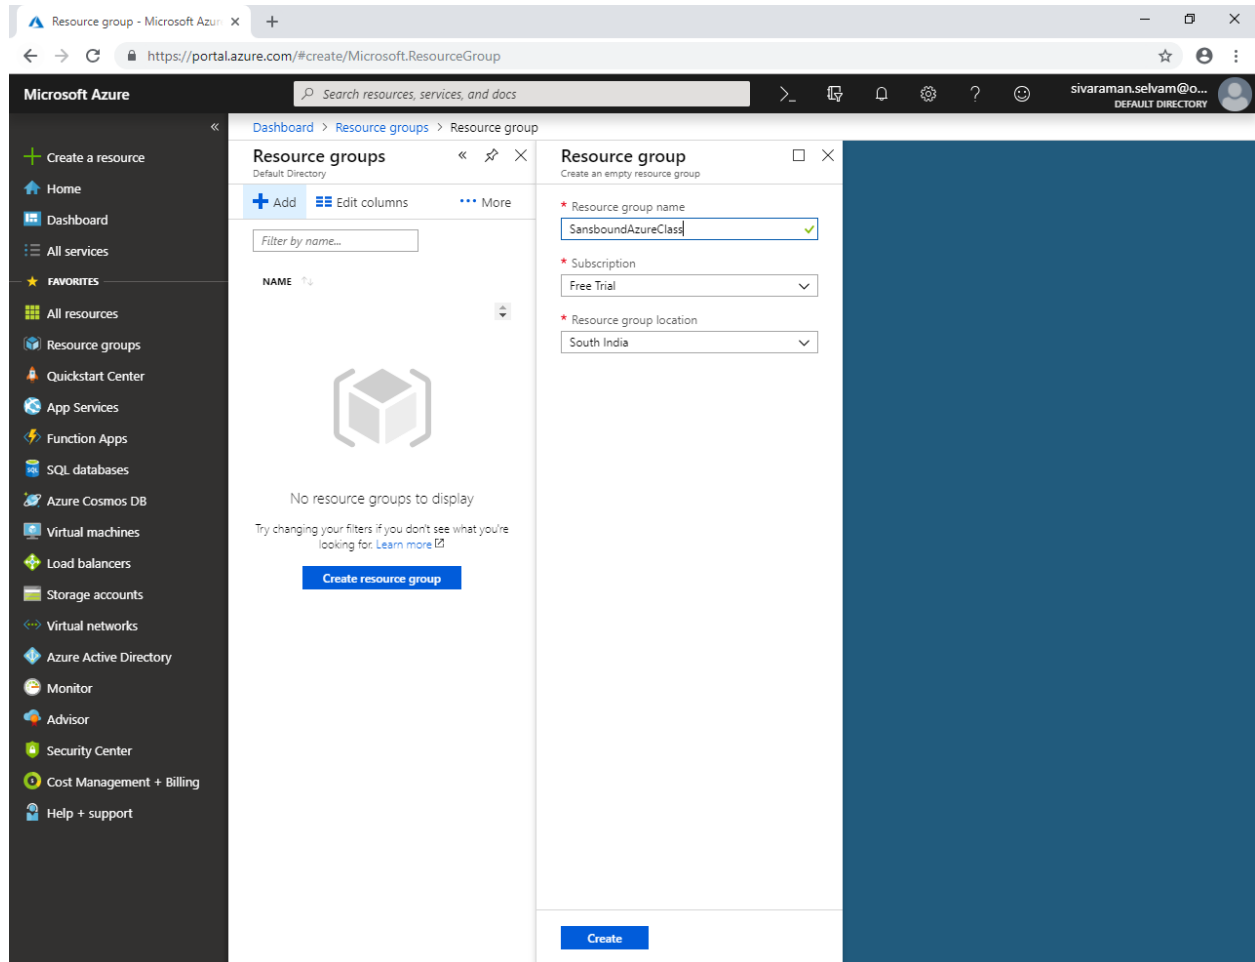 Resource group - Microsoft Azur
https://portal.azure.com/#create/Microsoft.ResourceGroup
Microsoft Azure
Search resources, services, and docs
sivaraman.selvam@o...
DEFAULT DIRECTORY
Create a resource
Home
Dashboard
All services
FAVORITES
All resources
Resource groups
Quickstart Center
App Services
Function Apps
SQL databases
Azure Cosmos DB
Virtual machines
Load balancers
Storage accounts
Virtual networks
Azure Active Directory
Monitor
Advisor
Security Center
Cost Management + Billing
Help + support
Dashboard > Resource groups > Resource group
Resource groups
Default Directory
Add Edit columns ··· More
Filter by name...
NAME
No resource groups to display
Try changing your filters if you don't see what you're
looking for. Learn more
Create resource group
Resource group
Create an empty resource group
* Resource group name
SansboundAzureClass
* Subscription
Free Trial
* Resource group location
South India
Create